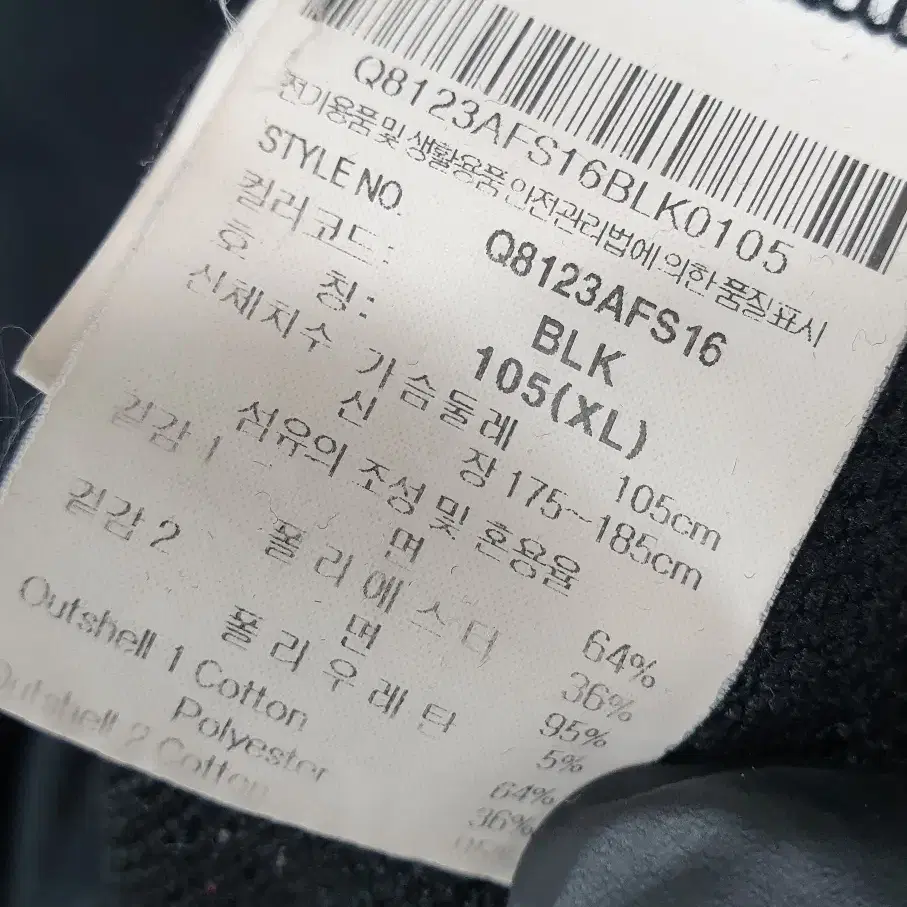 Q8123AFS16BLK0105
전기용품 및 생활용품 안전관리법에 의한 품질표시
STYLE NO. Q8123AFS16
컬러코드: BLK
호 칭: 105(XL)
신체치수 가슴둘레 105cm
신 장 175~185cm
섬유의 조성 및 혼용율
겉감 1 면 64%
폴리에스터 36%
겉감 2 면 95%
폴리우레탄 5%
Outshell 1 Cotton 64%
Polyester 36%
Outshell 2 Cotton